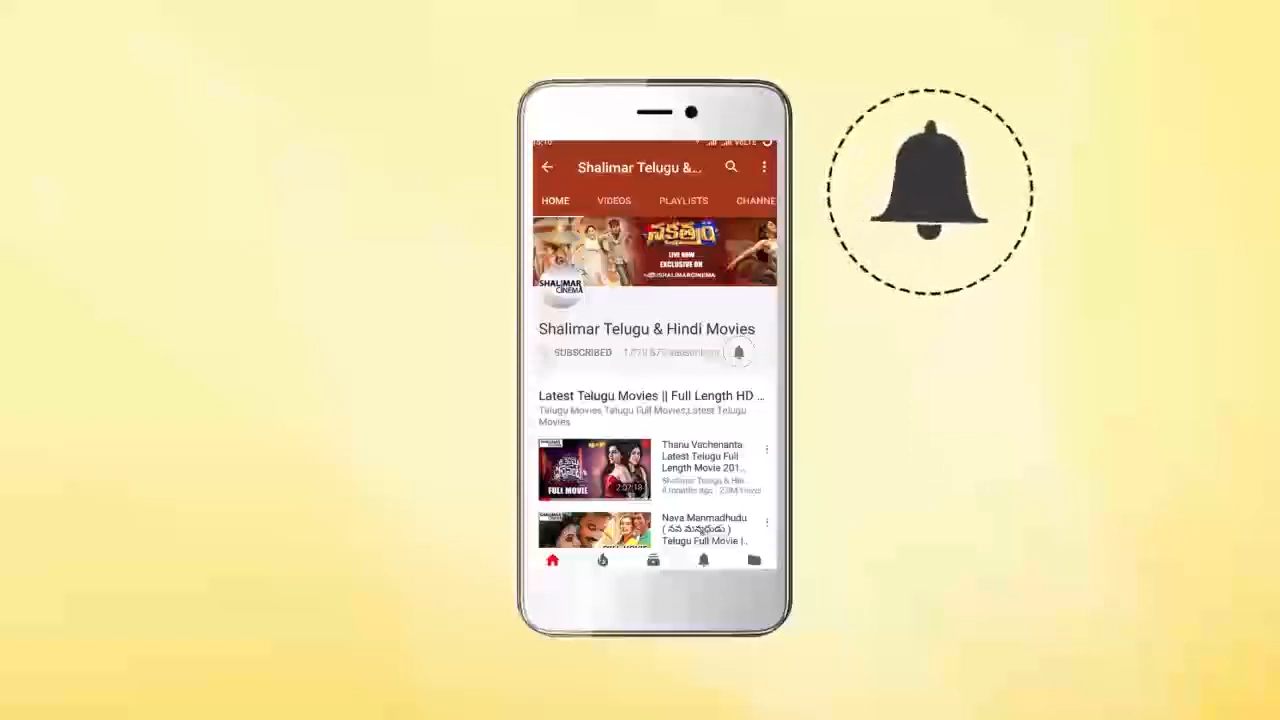 Shalimar Telugu &...
HOME VIDEOS PLAYLISTS CHANNE
నక్షత్రం
LIVE NOW
EXCLUSIVE ON
SHALIMARCINEMA
SHALIMAR
CINEMA
Shalimar Telugu & Hindi Movies
SUBSCRIBED
Latest Telugu Movies || Full Length HD ...
Telugu Movies, Telugu Full Movies,Latest Telugu
Movies
Thanu Vachenanta
Latest Telugu Full
Length Movie 201...
Shalimar Telugu & Hin..
FULL MOVIE
2:07:18
Nava Manmadhudu
( నవ మన్మధుడు )
Telugu Full Movie |..